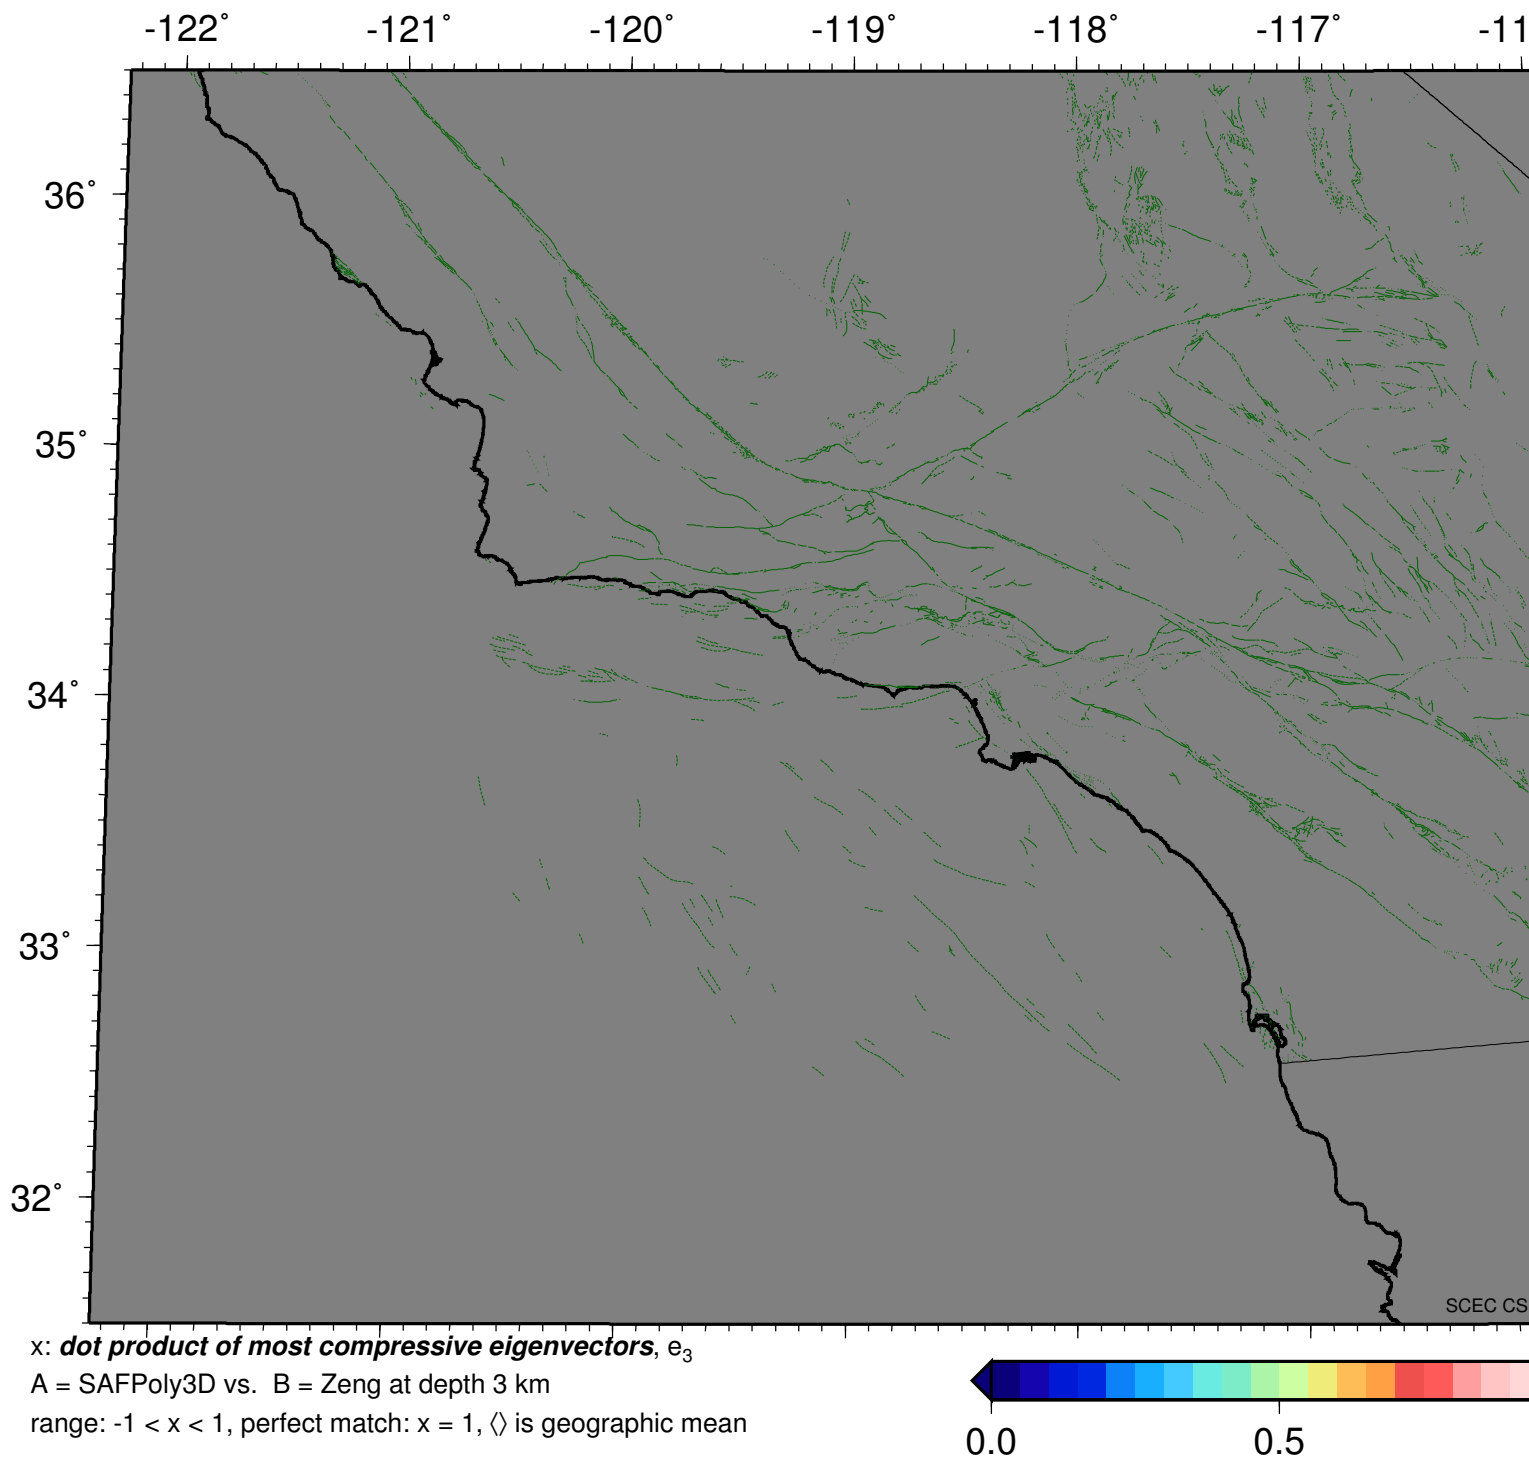 -122˚ -121˚ -120˚ -119˚ -118˚ -117˚ -11
36˚
35˚
34˚
33˚
32˚
SCEC CS
x: dot product of most compressive eigenvectors, e3
A = SAFPoly3D vs. B = Zeng at depth 3 km
range: -1 < x < 1, perfect match: x = 1, ⟨⟩ is geographic mean
0.0 0.5